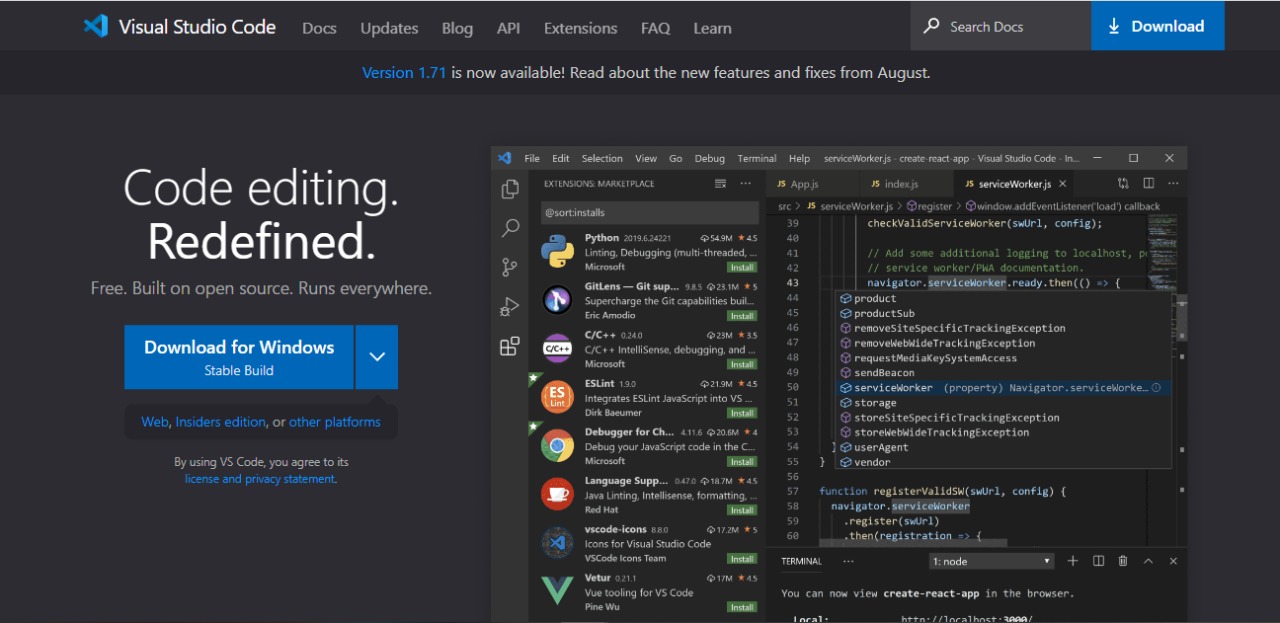 Visual Studio Code Docs Updates Blog API Extensions FAQ Learn Search Docs Download
Version 1.71 is now available! Read about the new features and fixes from August.
Code editing.
Redefined.
Free. Built on open source. Runs everywhere.
Download for Windows
Stable Build
Web, Insiders edition, or other platforms
By using VS Code, you agree to its
license and privacy statement.
File Edit Selection View Go Debug Terminal Help serviceWorker.js - create-react-app - Visual Studio Code - In...
EXTENSIONS: MARKETPLACE
@sort:installs
Python 2019.6.24221 54.9M ★ 4.5
Linting, Debugging (multi-threaded, ...
Microsoft Install
GitLens — Git sup... 9.8.5 23.1M ★ 5
Supercharge the Git capabilities buil...
Eric Amodio Install
C/C++ 0.24.0 23M ★ 3.5
C/C++ IntelliSense, debugging, and ...
Microsoft Install
ESLint 1.9.0 21.9M ★ 4.5
Integrates ESLint JavaScript into VS ...
Dirk Baeumer Install
Debugger for Ch... 4.11.6 20.6M ★ 4
Debug your JavaScript code in the C...
Microsoft Install
Language Supp... 0.47.0 18.7M ★ 4.5
Java Linting, Intellisense, formatting, ...
Red Hat Install
vscode-icons 8.8.0 17.2M ★ 5
Icons for Visual Studio Code
VSCode Icons Team Install
Vetur 0.21.1 17M ★ 4.5
Vue tooling for VS Code
Pine Wu Install
C/C++
ES
Lint
JS App.js JS index.js JS serviceWorker.js
src > JS serviceWorker.js > register > window.addEventListener('load') callback
39 checkValidServiceWorker(swUrl, config);
40
41 // Add some additional logging to localhost, p
42 // service worker/PWA documentation.
43 navigator.serviceWorker.ready.then(() => {
44 product
45 productSub
46 removeSiteSpecificTrackingException
47 removeWebWideTrackingException
48 requestMediaKeySystemAccess
49 sendBeacon
50 serviceWorker (property) Navigator.serviceWorke...
51 storage
52 storeSiteSpecificTrackingException
53 storeWebWideTrackingException
54 } userAgent
55 } vendor
56
57 function registerValidSW(swUrl, config) {
58 navigator.serviceWorker
59 .register(swUrl)
60 .then(registration => {
TERMINAL ... 1: node
You can now view create-react-app in the browser.
Local: http://localhost:3000/